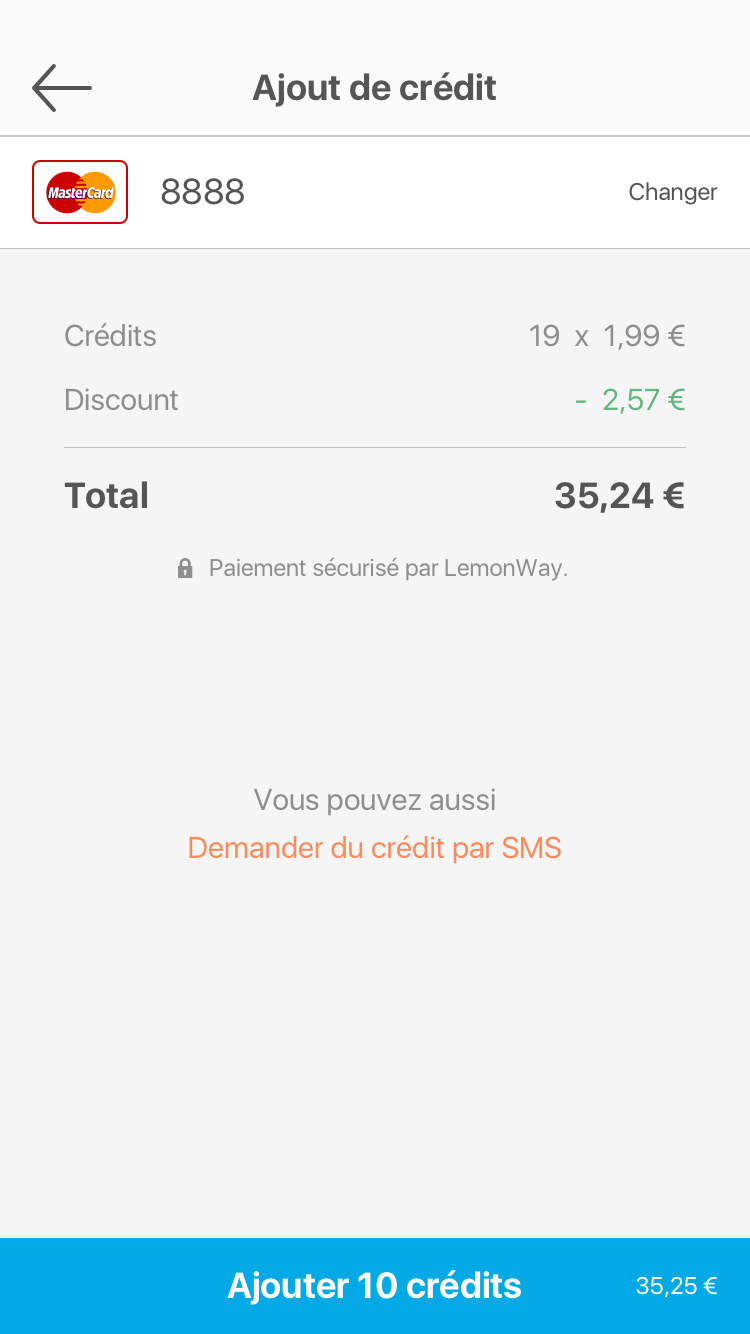 Ajout de crédit
MasterCard 8888 Changer
Crédits 19 x 1,99 €
Discount - 2,57 €
Total 35,24 €
Paiement sécurisé par LemonWay.
Vous pouvez aussi
Demander du crédit par SMS
Ajouter 10 crédits 35,25 €